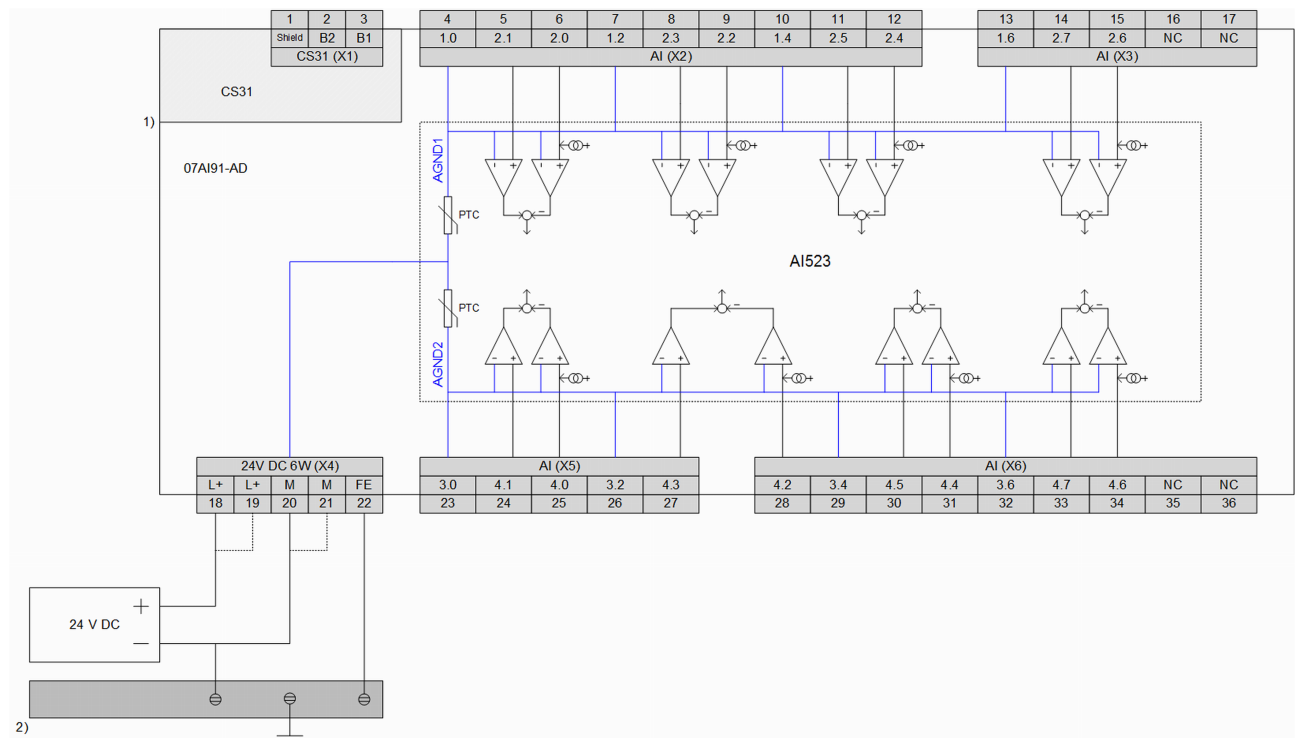 1 2 3 4 5 6 7 8 9 10 11 12 13 14 15 16 17
Shield B2 B1 1.0 2.1 2.0 1.2 2.3 2.2 1.4 2.5 2.4 1.6 2.7 2.6 NC NC
CS31 (X1) AI (X2) AI (X3)
CS31
1)
07AI91-AD
AGND1
- + - + - + - + - + - + - + - +
+ + + +
PTC
- - - -
AI523
PTC
- - - -
AGND2
- + - + - + - + - + - + - + - +
+ + + +
24V DC 6W (X4) AI (X5) AI (X6)
L+ L+ M M FE 3.0 4.1 4.0 3.2 4.3 4.2 3.4 4.5 4.4 3.6 4.7 4.6 NC NC
18 19 20 21 22 23 24 25 26 27 28 29 30 31 32 33 34 35 36
+
24 V DC
—
2)